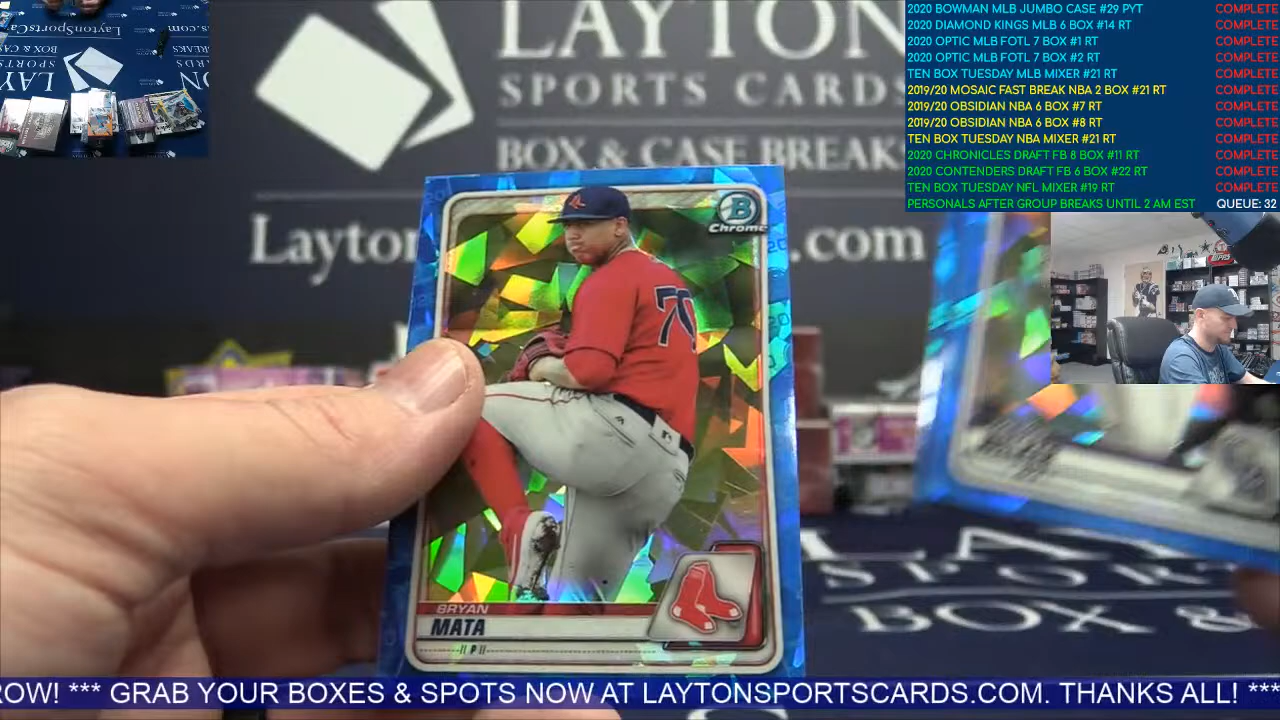 LAYTON
SPORTS CARDS
BOX & CASE BREAKS
Layton
.com
2020 BOWMAN MLB JUMBO CASE #29 PYT COMPLETE
2020 DIAMOND KINGS MLB 6 BOX #14 RT COMPLETE
2020 OPTIC MLB FOTL 7 BOX #1 RT COMPLETE
2020 OPTIC MLB FOTL 7 BOX #2 RT COMPLETE
TEN BOX TUESDAY MLB MIXER #21 RT COMPLETE
2019/20 MOSAIC FAST BREAK NBA 2 BOX #21 RT COMPLETE
2019/20 OBSIDIAN NBA 6 BOX #7 RT COMPLETE
2019/20 OBSIDIAN NBA 6 BOX #8 RT COMPLETE
TEN BOX TUESDAY NBA MIXER #21 RT COMPLETE
2020 CHRONICLES DRAFT FB 8 BOX #11 RT COMPLETE
2020 CONTENDERS DRAFT FB 6 BOX #22 RT COMPLETE
TEN BOX TUESDAY NFL MIXER #19 RT COMPLETE
PERSONALS AFTER GROUP BREAKS UNTIL 2 AM EST QUEUE: 32
B
Chrome
70
BRYAN
MATA
P
SPOR
BOX &
ROW! *** GRAB YOUR BOXES & SPOTS NOW AT LAYTONSPORTSCARDS.COM. THANKS ALL! ***